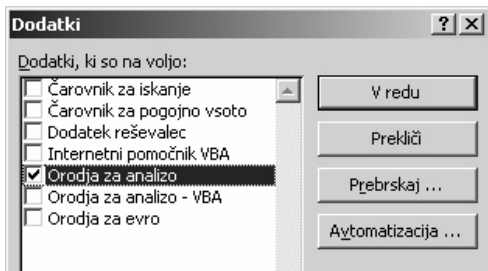 Dodatki
Dodatki, ki so na voljo:
Čarovnik za iskanje
Čarovnik za pogojno vsoto
Dodatek reševalec
Internetni pomočnik VBA
Orodja za analizo
Orodja za analizo - VBA
Orodja za evro
V redu
Prekliči
Prebrskaj ...
Avtomatizacija ...